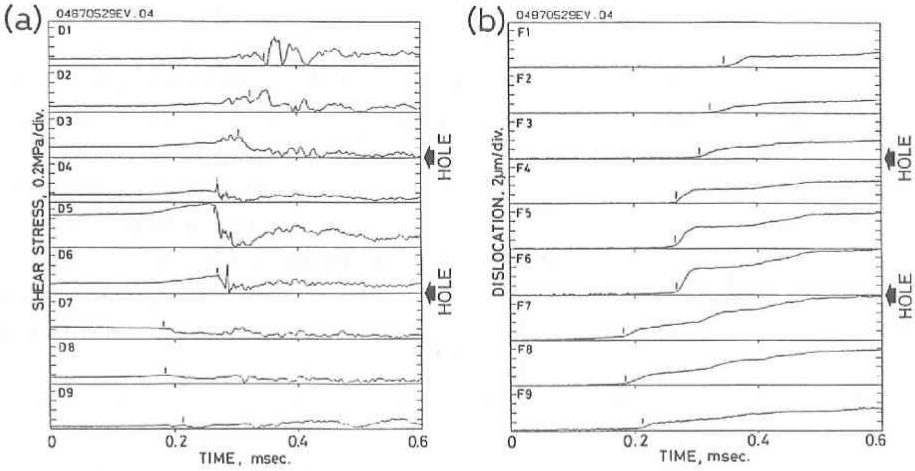 (a)
04870529EV.04
D1
D2
D3
D4
D5
D6
D7
D8
D9
SHEAR STRESS, 0.2MPa/div.
HOLE
HOLE
0
0.2
0.4
0.6
TIME, msec.
(b)
04870529EV.04
F1
F2
F3
F4
F5
F6
F7
F8
F9
DISLOCATION, 2μm/div.
HOLE
HOLE
0
0.2
0.4
0.6
TIME, msec.